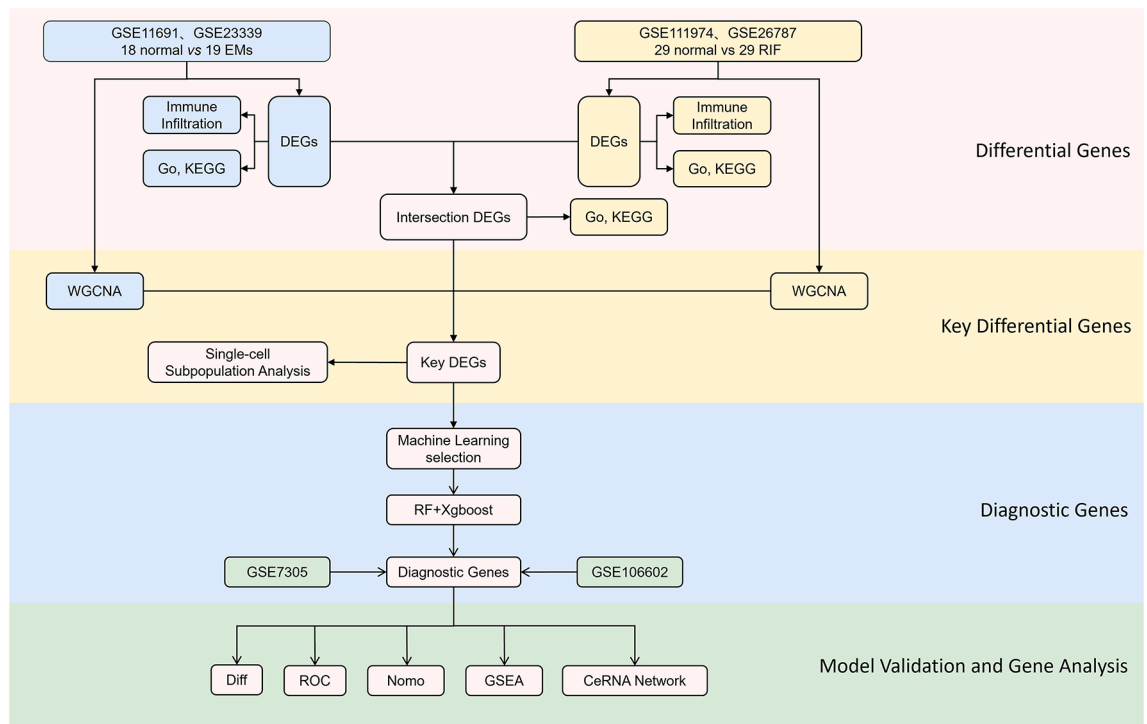 GSE11691、GSE23339
18 normal vs 19 EMs
GSE111974、GSE26787
29 normal vs 29 RIF
Immune
Infiltration
DEGs
Go, KEGG
DEGs
Immune
Infiltration
Go, KEGG
Differential Genes
Intersection DEGs
Go, KEGG
WGCNA
WGCNA
Key Differential Genes
Single-cell
Subpopulation Analysis
Key DEGs
Machine Learning
selection
RF+Xgboost
Diagnostic Genes
GSE7305
Diagnostic Genes
GSE106602
Model Validation and Gene Analysis
Diff
ROC
Nomo
GSEA
CeRNA Network